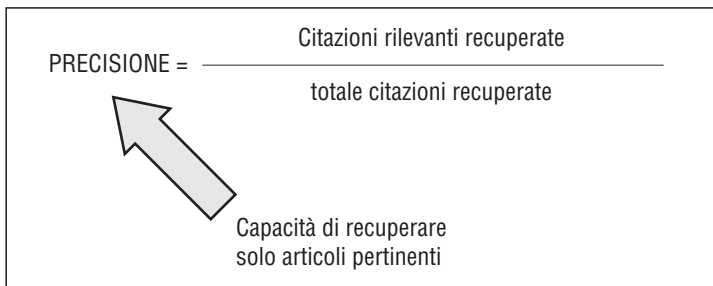 Citazioni rilevanti recuperate
PRECISIONE =
totale citazioni recuperate
Capacità di recuperare
solo articoli pertinenti